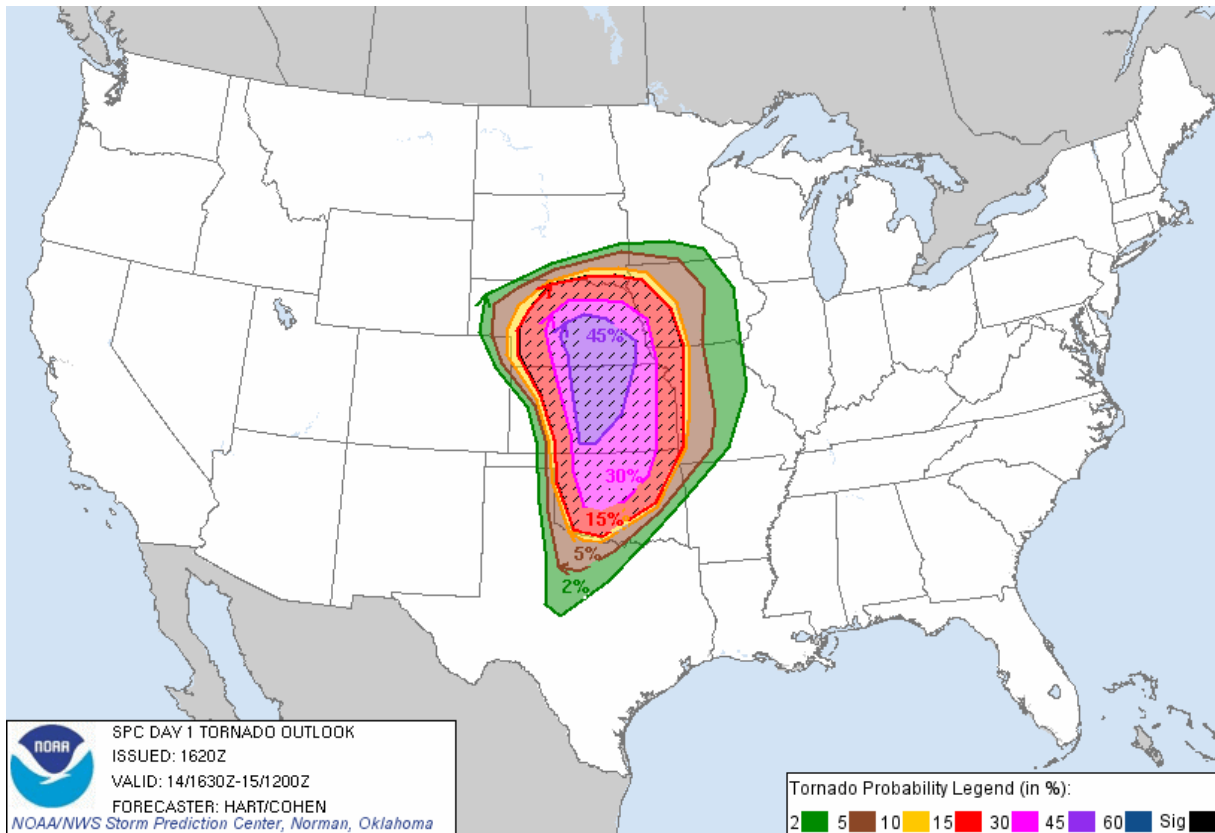 45%
30%
15%
5%
2%
NOAA
SPC DAY 1 TORNADO OUTLOOK
ISSUED: 1620Z
VALID: 14/1630Z-15/1200Z
FORECASTER: HART/COHEN
NOAA/NWS Storm Prediction Center, Norman, Oklahoma
Tornado Probability Legend (in %):
2 5 10 15 30 45 60 Sig